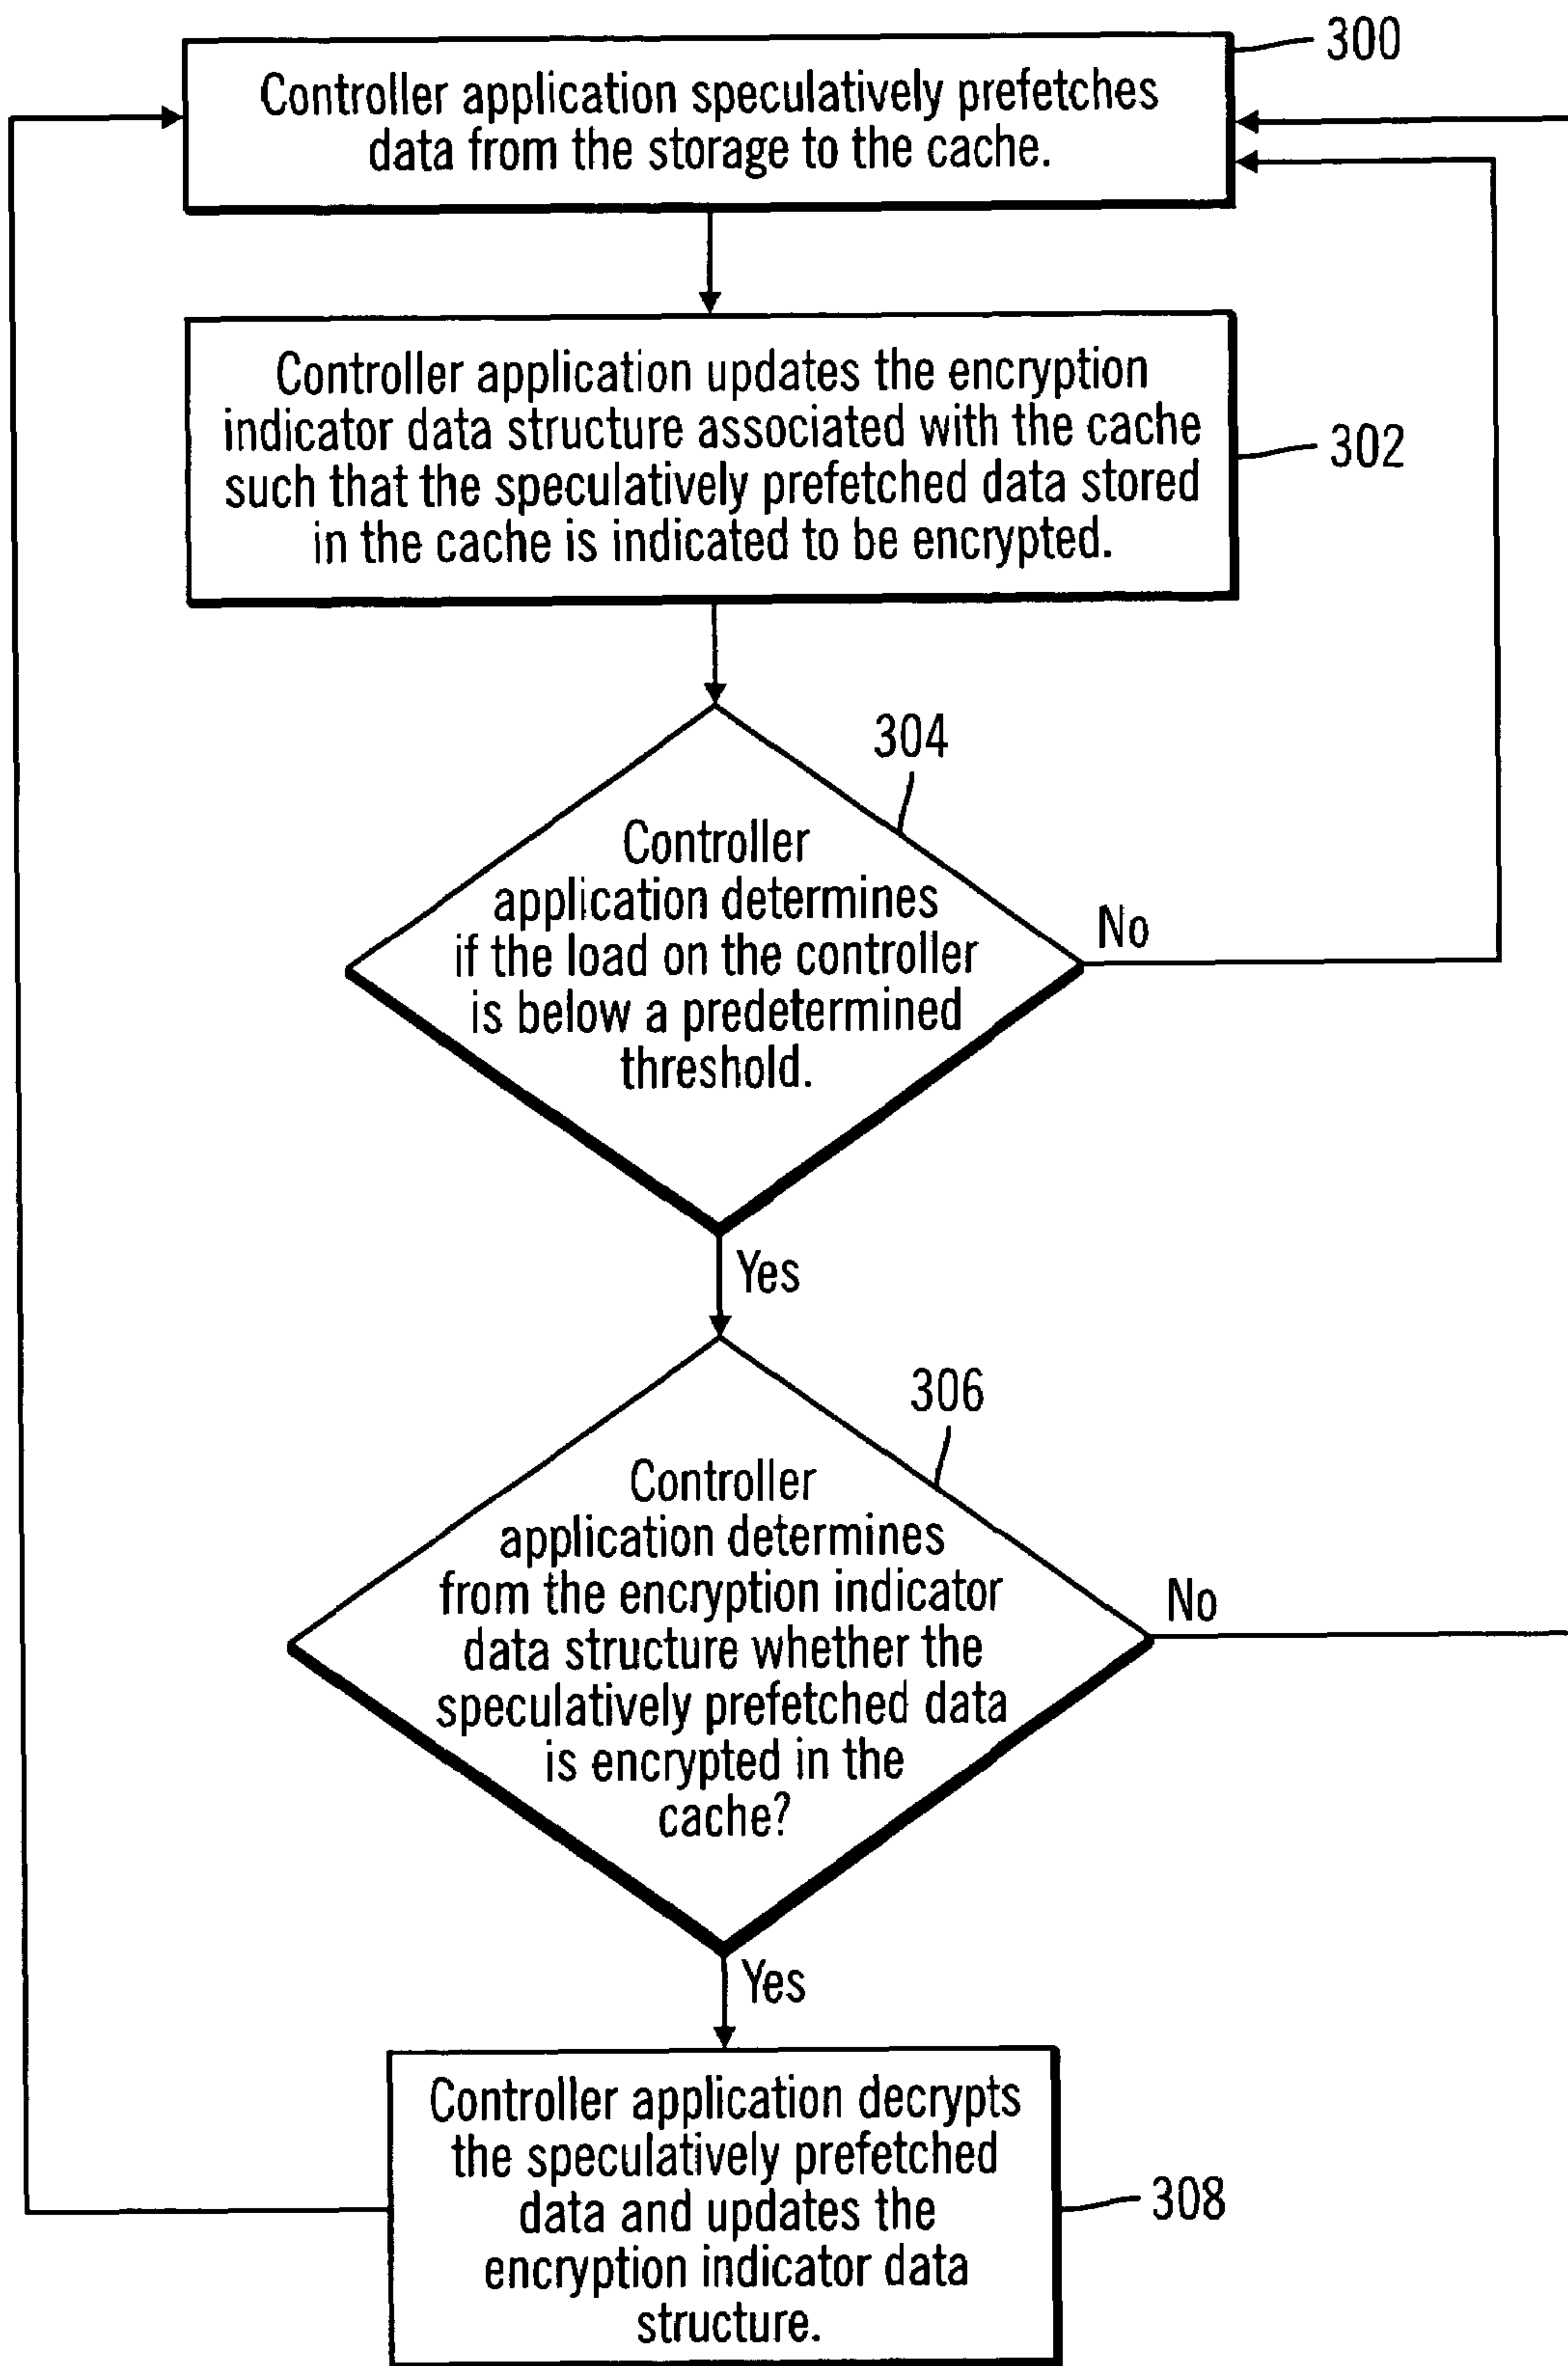 300
Controller application speculatively prefetches
data from the storage to the cache.
Controller application updates the encryption
indicator data structure associated with the cache
such that the speculatively prefetched data stored
in the cache is indicated to be encrypted.
302
304
Controller
application determines
if the load on the controller
is below a predetermined
threshold.
No
Yes
306
Controller
application determines
from the encryption indicator
data structure whether the
speculatively prefetched data
is encrypted in the
cache?
No
Yes
Controller application decrypts
the speculatively prefetched
data and updates the
encryption indicator data
structure.
308